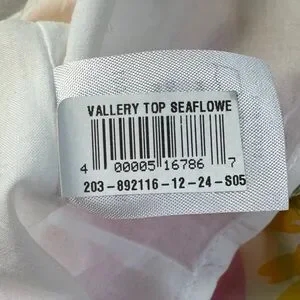 VALLERY TOP SEAFLOWE
4 00005 16786 7
203-892116-12-24-S05